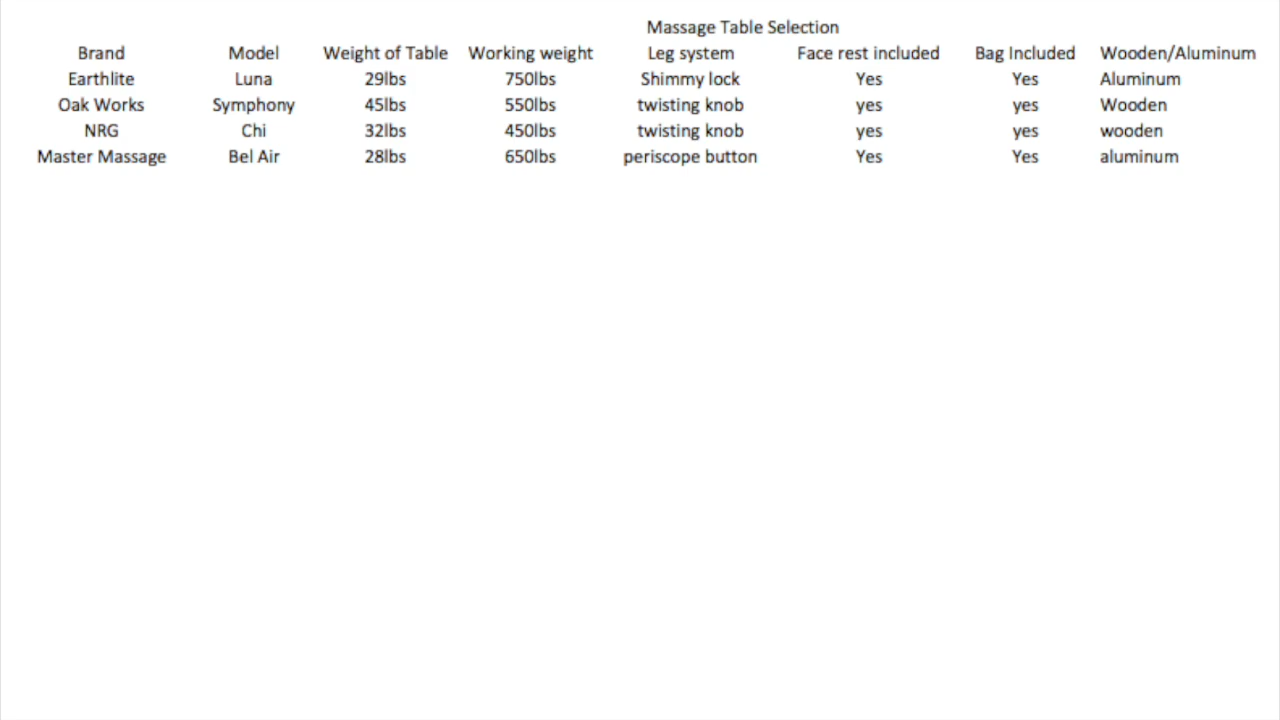 Massage Table Selection
Brand Model Weight of Table Working weight Leg system Face rest included Bag Included Wooden/Aluminum
Earthlite Luna 29lbs 750lbs Shimmy lock Yes Yes Aluminum
Oak Works Symphony 45lbs 550lbs twisting knob yes yes Wooden
NRG Chi 32lbs 450lbs twisting knob yes yes wooden
Master Massage Bel Air 28lbs 650lbs periscope button Yes Yes aluminum